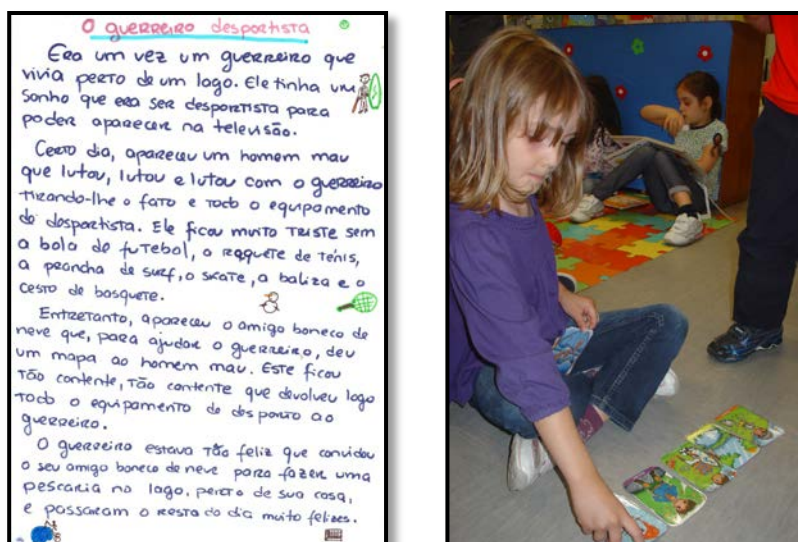 O guerreiro desportista
Era um vez um guerreiro que
vivia perto de um lago. Ele tinha um
sonho que era ser desportista para
poder aparecer na televisão.
Certo dia, apareceu um homem mau
que lutou, lutou e lutou com o guerreiro
tirando-lhe o fato e todo o equipamento
de desportista. Ele ficou muito triste sem
a bola de futebol, a raquete de ténis,
a prancha de surf, o skate, a baliza e o
cesto de basquete.
Entretanto, apareceu o amigo boneco de
neve que, para ajudar o guerreiro, deu
um mapa ao homem mau. Este ficou
tão contente, tão contente que devolveu logo
todo o equipamento de desporto ao
guerreiro.
O guerreiro estava tão feliz que convidou
o seu amigo boneco de neve para fazer uma
pescaria no lago, perto de sua casa,
e passaram o resto do dia muito felizes.